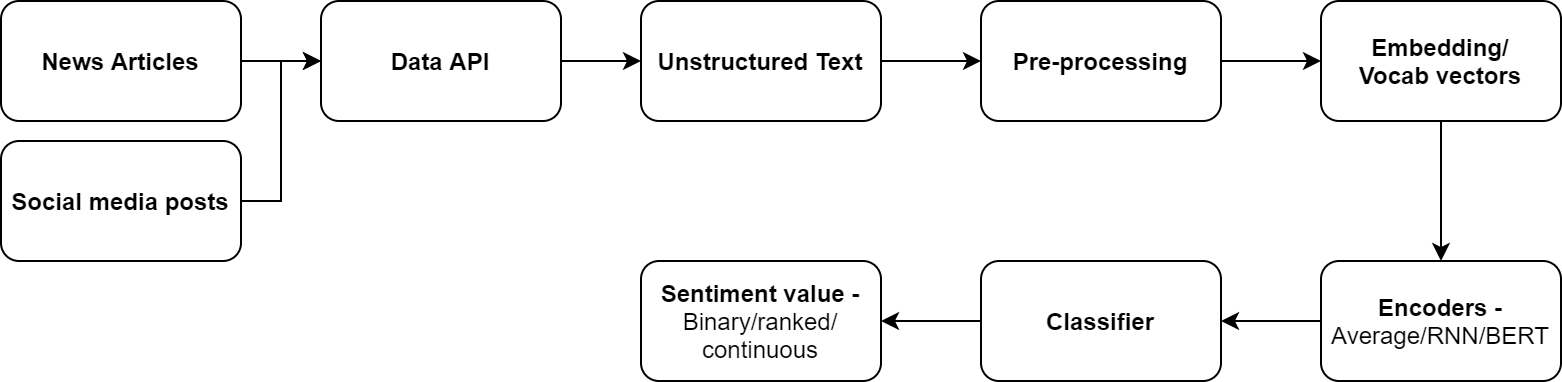 News Articles
Data API
Unstructured Text
Pre-processing
Embedding/
Vocab vectors
Social media posts
Sentiment value -
Binary/ranked/
continuous
Classifier
Encoders -
Average/RNN/BERT